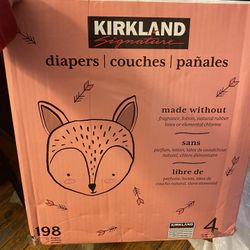 KIRKLAND
Signature
diapers | couches | pañales
made without
fragrance, lotion, natural rubber
latex or elemental chlorine
sans
parfum, lotion, latex de caoutchouc
naturel, chlore élémentaire
libre de
perfume, loción, látex de
caucho natural, cloro elemental
198
4
KIRKLAND